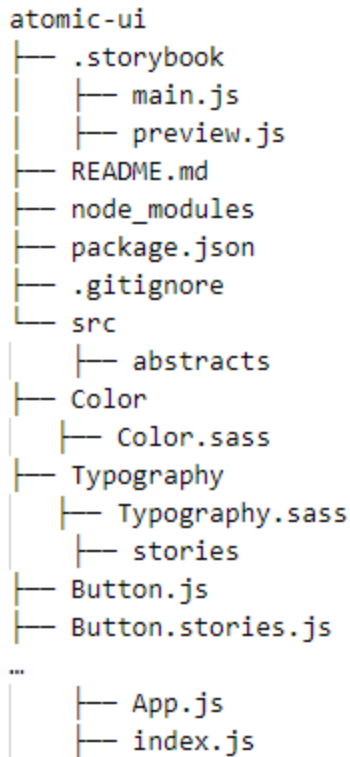 atomic-ui
├── .storybook
│   ├── main.js
│   ├── preview.js
├── README.md
├── node_modules
├── package.json
├── .gitignore
└── src
    ├── abstracts
├── Color
   ├── Color.sass
├── Typography
   ├── Typography.sass
    ├── stories
├── Button.js
├── Button.stories.js
…
    ├── App.js
    ├── index.js